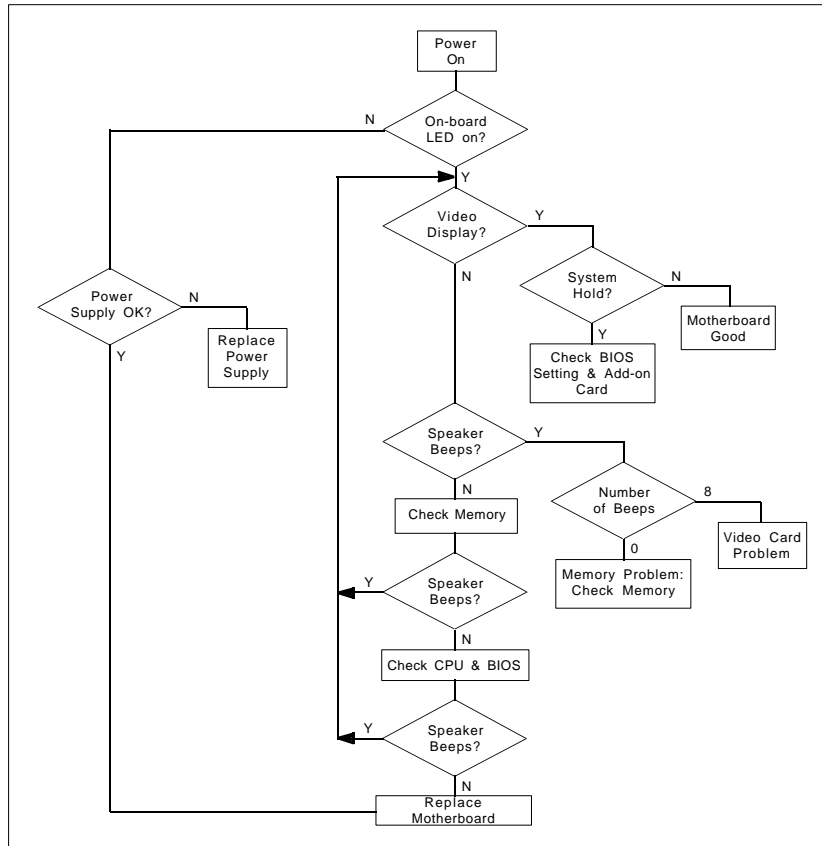 Power
On
N
On-board
LED on?
Y
Video
Display?
Y
N
System
Hold?
N
Motherboard
Good
Y
Check BIOS
Setting & Add-on
Card
Power
Supply OK?
N
Replace
Power
Supply
Y
Speaker
Beeps?
Y
N
Number
of Beeps
8
Video Card
Problem
0
Memory Problem:
Check Memory
Check Memory
Speaker
Beeps?
Y
N
Check CPU & BIOS
Speaker
Beeps?
Y
N
Replace
Motherboard